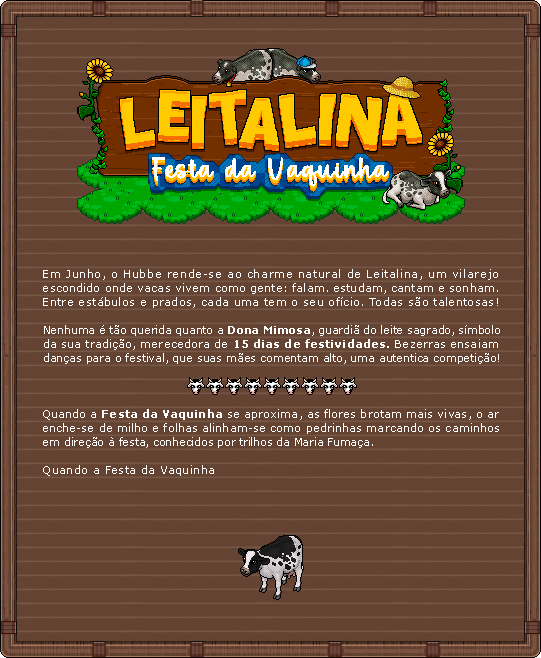 LEITALINA
Festa da Vaquinha
Em Junho, o Hubbe rende-se ao charme natural de Leitalina, um vilarejo
escondido onde vacas vivem como gente: falam. estudam, cantam e sonham.
Entre estábulos e prados, cada uma tem o seu ofício. Todas são talentosas!
Nenhuma é tão querida quanto a Dona Mimosa, guardiã do leite sagrado, símbolo
da sua tradição, merecedora de 15 dias de festividades. Bezerras ensaiam
danças para o festival, que suas mães comentam alto, uma autentica competição!
Quando a Festa da Vaquinha se aproxima, as flores brotam mais vivas, o ar
enche-se de milho e folhas alinham-se como pedrinhas marcando os caminhos
em direção à festa, conhecidos por trilhos da Maria Fumaça.
Quando a Festa da Vaquinha